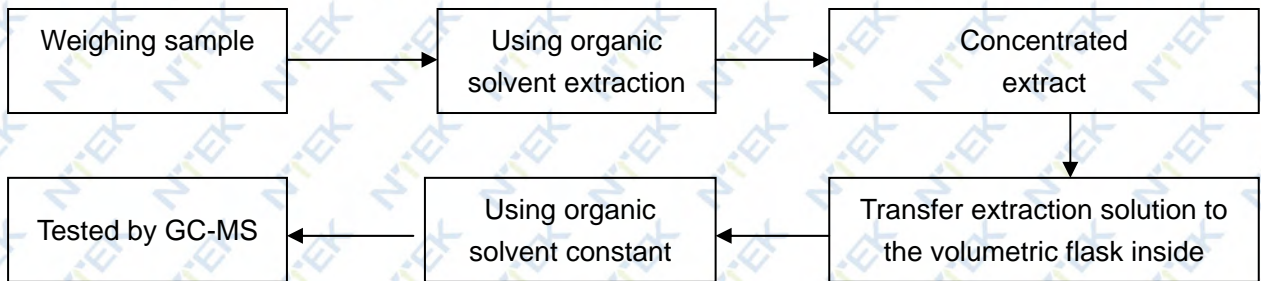 Weighing sample
Using organic
solvent extraction
Concentrated
extract
Transfer extraction solution to
the volumetric flask inside
Using organic
solvent constant
Tested by GC-MS